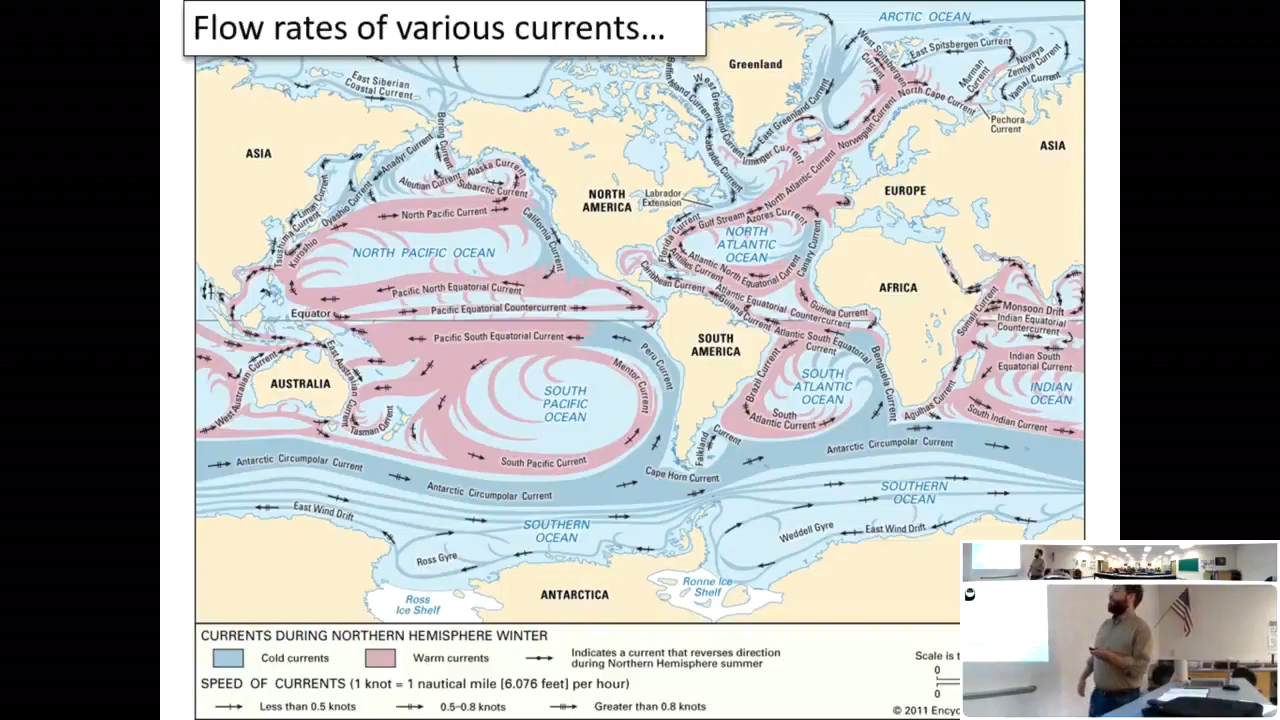 Flow rates of various currents...
ARCTIC OCEAN
East Siberian
Coastal Current
Greenland
Baffin Island Current
West Greenland Current
East Greenland Current
West Spitsbergen
Current
East Spitsbergen Current
Novaya
Zemlya Current
Murman
Current
Yamal Current
North Cape Current
Pechora
Current
Norwegian Current
Irminger Current
Labrador Current
Labrador
Extension
ASIA
Bering Current
Anadyr Current
Alaska Current
Aleutian Current
Subarctic Current
Liman Current
Oyashio Current
Kuroshio
North Pacific Current
California Current
NORTH
AMERICA
EUROPE
ASIA
North Atlantic Current
Gulf Stream
Azores Current
Florida Current
NORTH PACIFIC OCEAN
NORTH
ATLANTIC
OCEAN
Canary Current
Antilles Current
Caribbean Current
Atlantic North Equatorial Current
Atlantic Equatorial Countercurrent
Guiana Current
Guinea Current
AFRICA
Pacific North Equatorial Current
Pacific Equatorial Countercurrent
Equator
Pacific South Equatorial Current
Somali Current
Monsoon Drift
Indian Equatorial
Countercurrent
Indian South
Equatorial Current
SOUTH
AMERICA
Atlantic South Equatorial
Current
Peru Current
Mentor Current
Brazil Current
Benguela Current
AUSTRALIA
West Australian Current
East Australian Current
Tasman Current
SOUTH
PACIFIC
OCEAN
SOUTH
ATLANTIC
OCEAN
INDIAN
OCEAN
South
Atlantic Current
Agulhas Current
South Indian Current
South Pacific Current
Falkland Current
Cape Horn Current
Antarctic Circumpolar Current
Antarctic Circumpolar Current
Antarctic Circumpolar Current
SOUTHERN
OCEAN
SOUTHERN
OCEAN
East Wind Drift
Weddell Gyre
East Wind Drift
Ross Gyre
Ross
Ice Shelf
ANTARCTICA
Ronne Ice
Shelf
CURRENTS DURING NORTHERN HEMISPHERE WINTER
Cold currents
Warm currents
Indicates a current that reverses direction
during Northern Hemisphere summer
SPEED OF CURRENTS (1 knot = 1 nautical mile [6.076 feet] per hour)
Less than 0.5 knots
0.5–0.8 knots
Greater than 0.8 knots
Scale is t
0
0
© 2011 Encyc